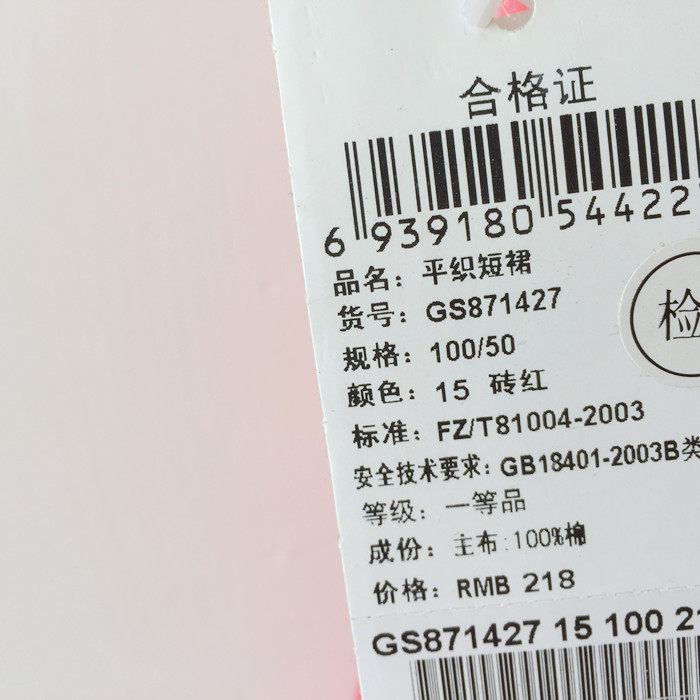 合格证
6 939180 54422
品名：平织短裙
货号：GS871427
规格：100/50
颜色：15 砖红
检
标准：FZ/T81004-2003
安全技术要求：GB18401-2003B类
等级：一等品
成份：主布:100%棉
价格：RMB 218
GS871427 15 100 21